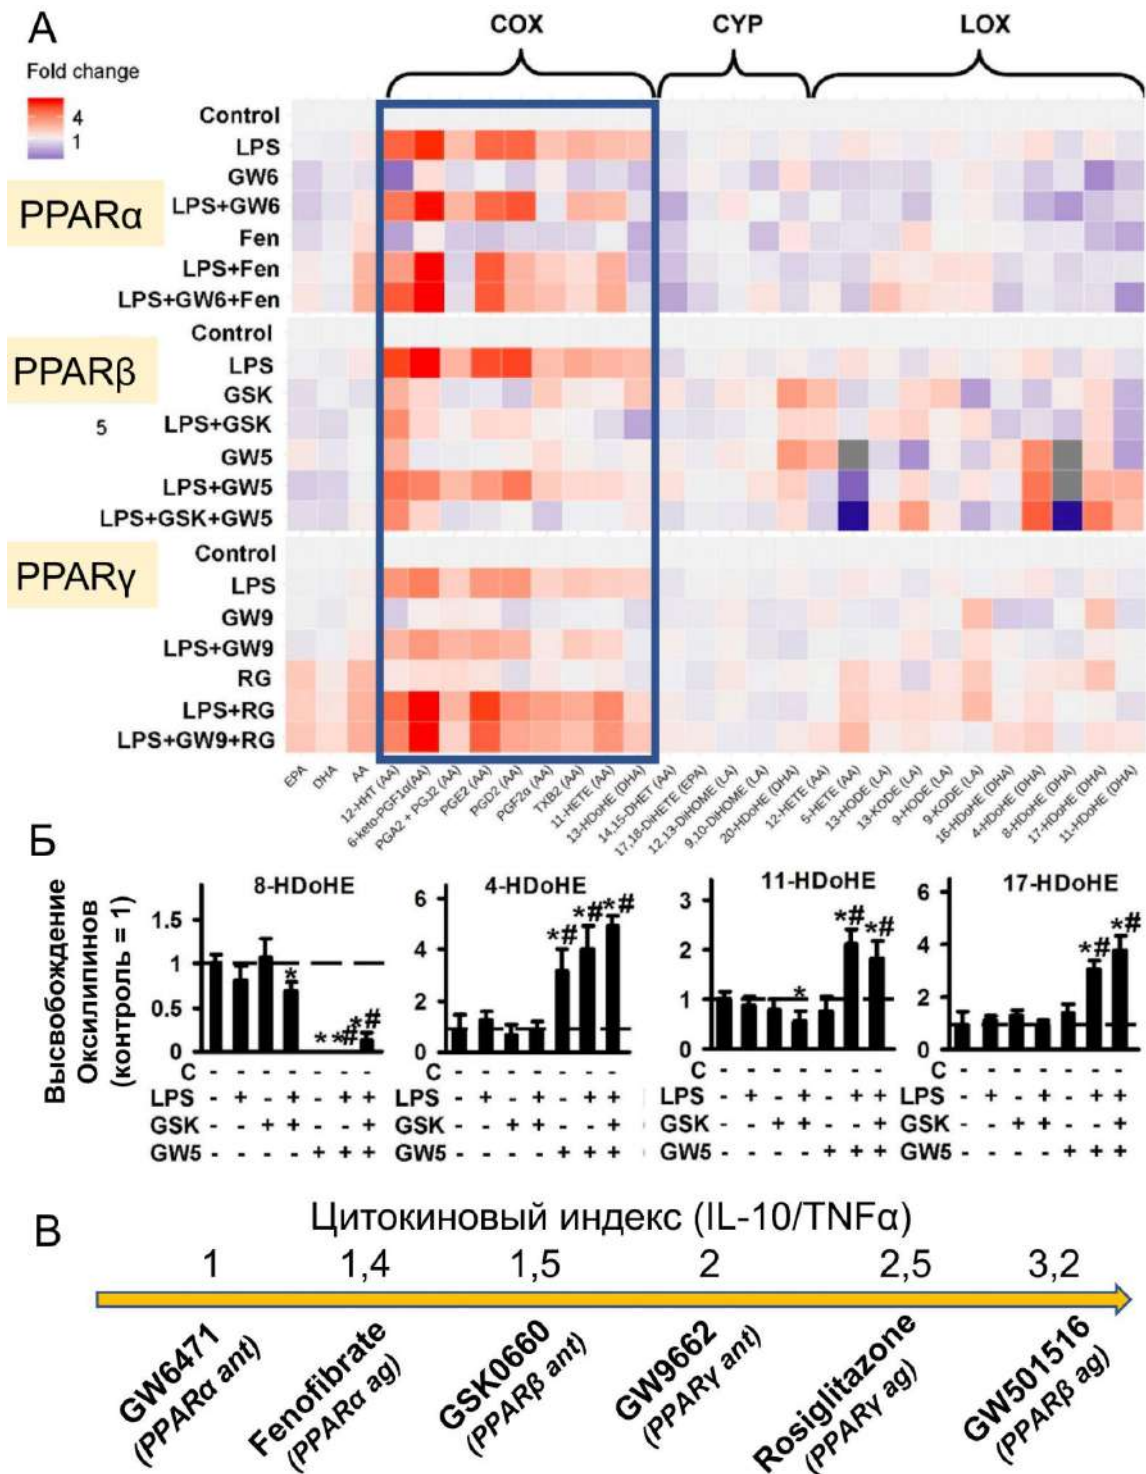 A
COX
CYP
LOX
Fold change
4
1
Control
LPS
GW6
PPARα
LPS+GW6
Fen
LPS+Fen
LPS+GW6+Fen
Control
PPARβ
LPS
GSK
5
LPS+GSK
GW5
LPS+GW5
LPS+GSK+GW5
Control
PPARγ
LPS
GW9
LPS+GW9
RG
LPS+RG
LPS+GW9+RG
EPA
DHA
AA
12-HHT (AA)
6-keto-PGF1α(AA)
PGA2 + PGJ2 (AA)
PGE2 (AA)
PGD2 (AA)
PGF2α (AA)
TXB2 (AA)
11-HETE (AA)
13-HDoHE (DHA)
14,15-DHET (AA)
17,18-DiHETE (EPA)
12,13-DiHOME (LA)
9,10-DiHOME (LA)
20-HDoHE (DHA)
12-HETE (AA)
5-HETE (AA)
13-HODE (LA)
13-KODE (LA)
9-HODE (LA)
9-KODE (LA)
16-HDoHE (DHA)
4-HDoHE (DHA)
8-HDoHE (DHA)
17-HDoHE (DHA)
11-HDoHE (DHA)
Б
Высвобождение
Оксилипинов
(контроль = 1)
8-HDoHE
1.5
1
0.5
0
*
* *# *#
C - - - - - - -
LPS - + - + - + +
GSK - - + + - - +
GW5 - - - - + + +
4-HDoHE
6
4
2
0
*# *# *#
C - - - - - - -
LPS - + - + - + +
GSK - - + + - - +
GW5 - - - - + + +
11-HDoHE
3
2
1
0
* *# *#
C - - - - - - -
LPS - + - + - + +
GSK - - + + - - +
GW5 - - - - + + +
17-HDoHE
6
4
2
0
*# *#
C - - - - - - -
LPS - + - + - + +
GSK - - + + - - +
GW5 - - - - + + +
В
Цитокиновый индекс (IL-10/TNFα)
1 1,4 1,5 2 2,5 3,2
GW6471
(PPARα ant)
Fenofibrate
(PPARα ag)
GSK0660
(PPARβ ant)
GW9662
(PPARγ ant)
Rosiglitazone
(PPARγ ag)
GW501516
(PPARβ ag)